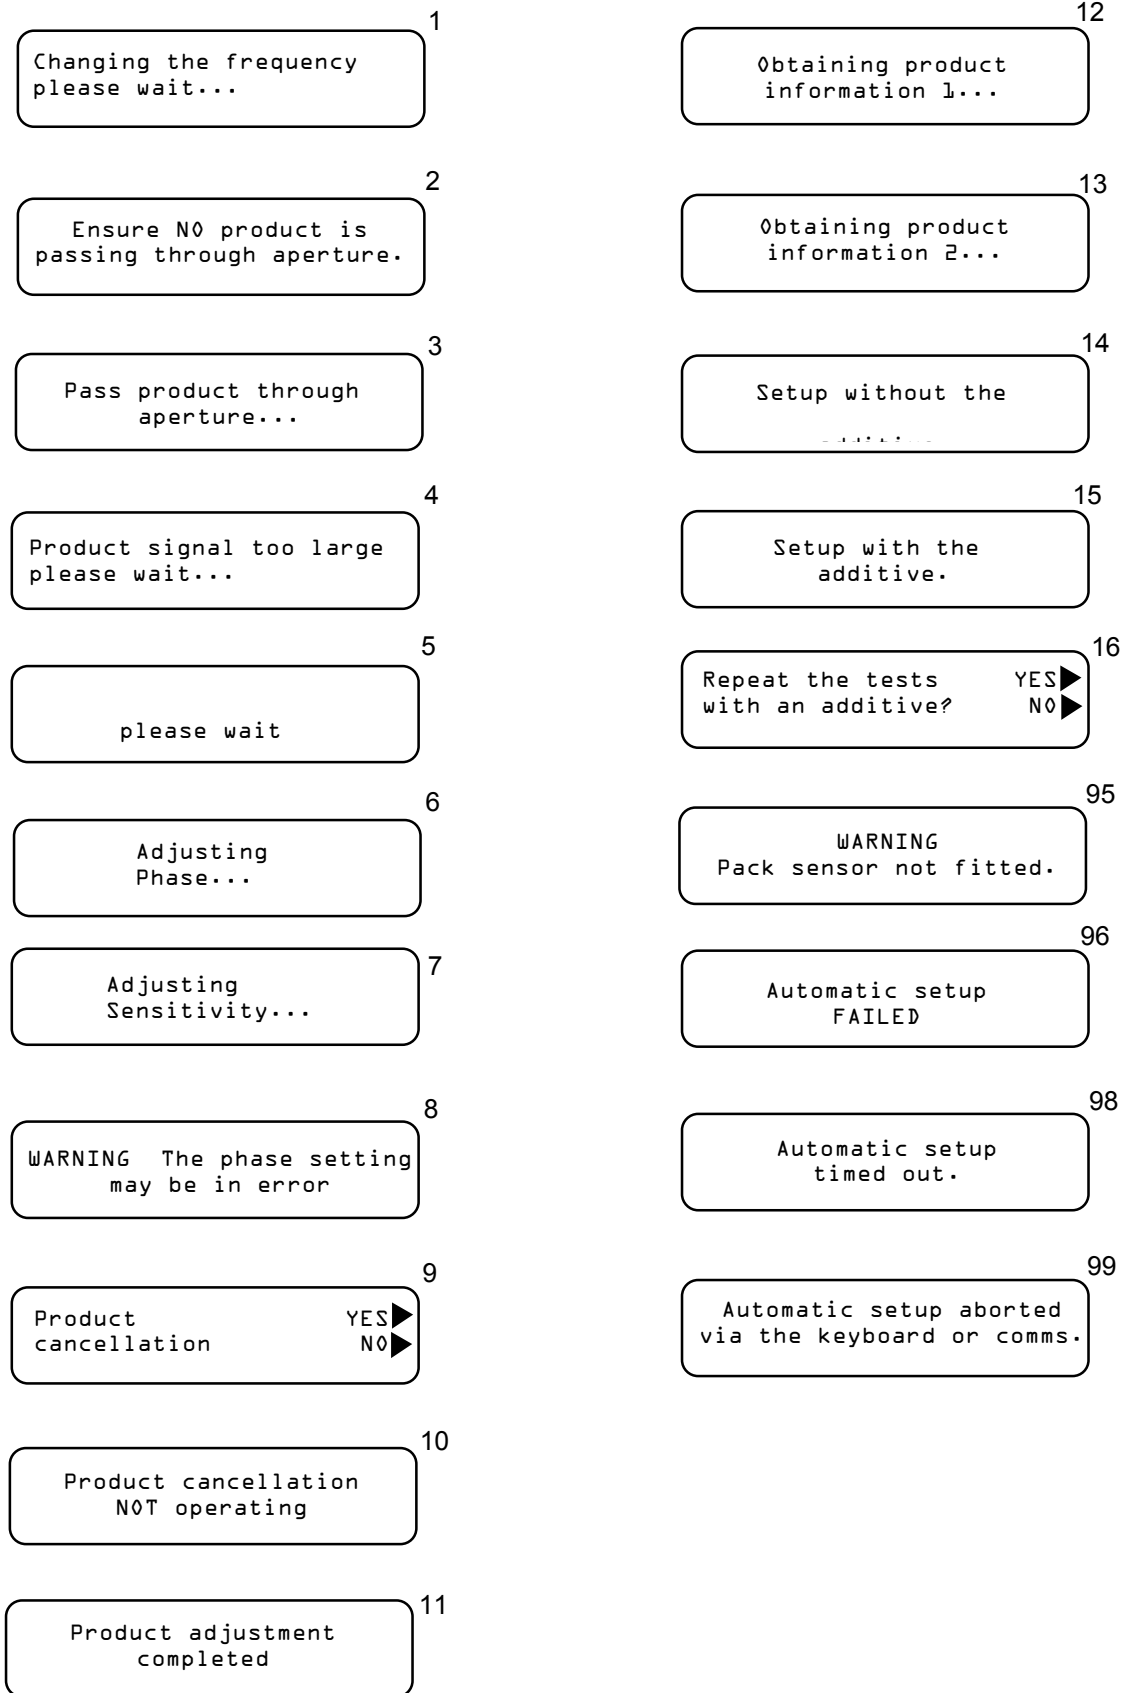 1
Changing the frequency
please wait...
2
Ensure NO product is
passing through aperture.
3
Pass product through
aperture...
4
Product signal too large
please wait...
5
please wait
6
Adjusting
Phase...
7
Adjusting
Sensitivity...
8
WARNING The phase setting
may be in error
9
Product YES
cancellation NO
10
Product cancellation
NOT operating
11
Product adjustment
completed
12
Obtaining product
information 1...
13
Obtaining product
information 2...
14
Setup without the
15
Setup with the
additive.
16
Repeat the tests YES
with an additive? NO
95
WARNING
Pack sensor not fitted.
96
Automatic setup
FAILED
98
Automatic setup
timed out.
99
Automatic setup aborted
via the keyboard or comms.